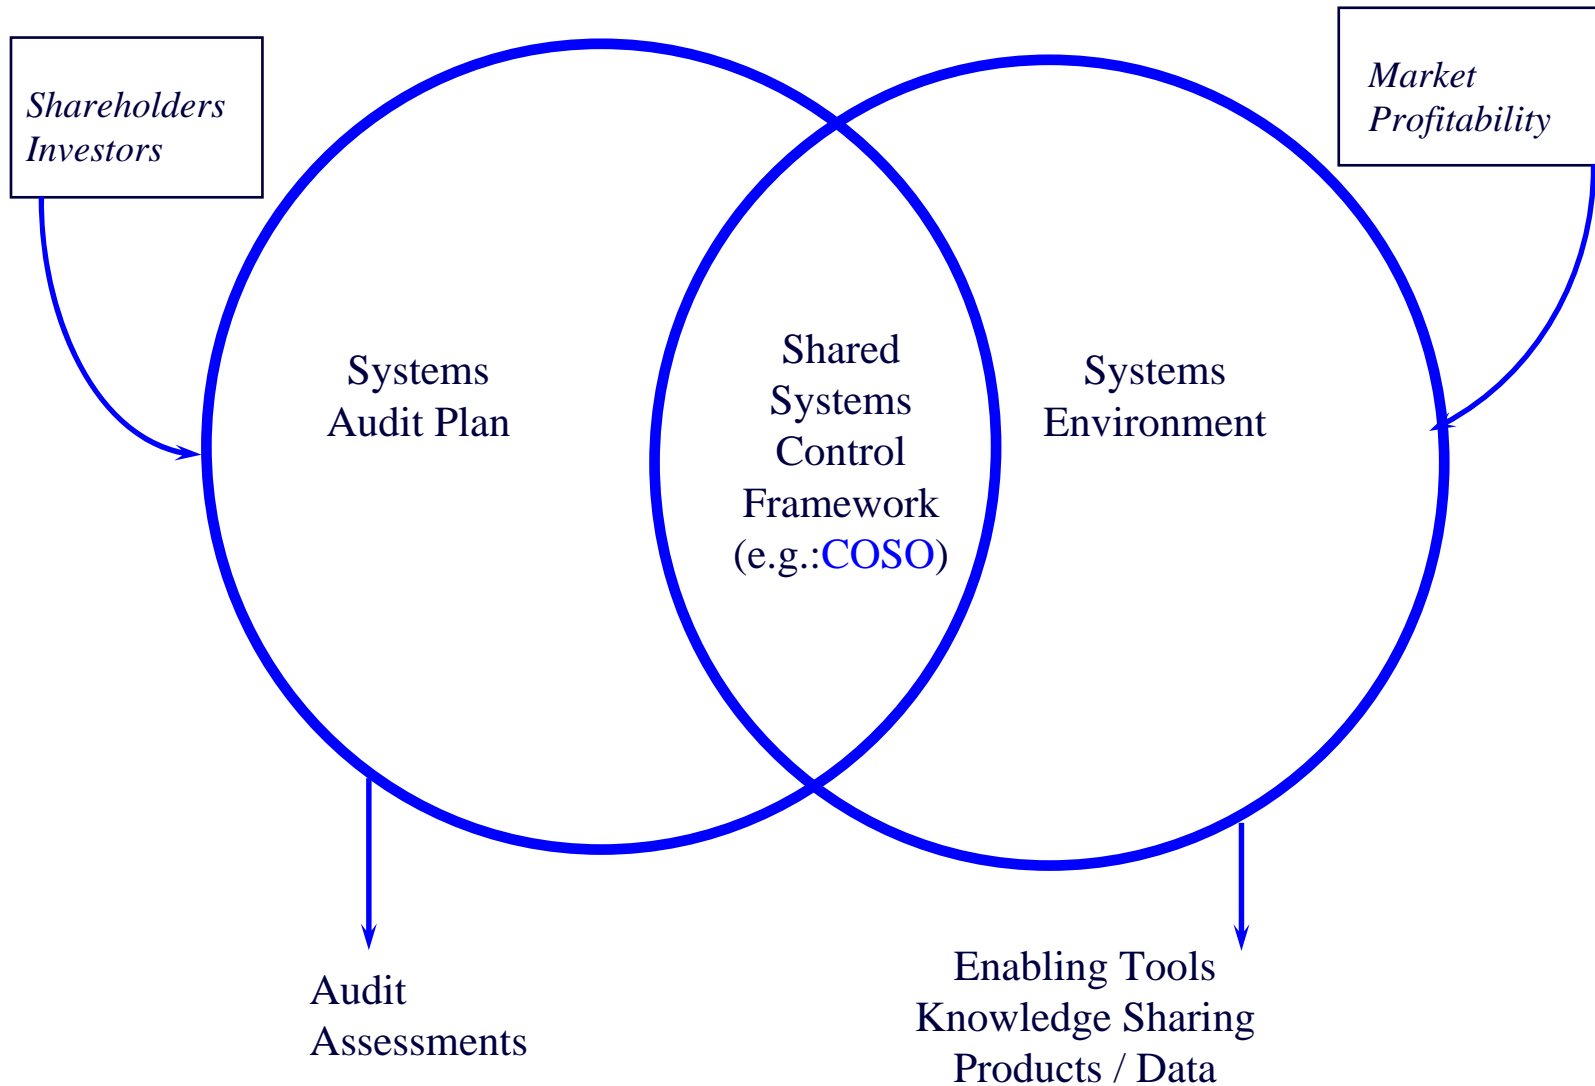 Shareholders
Investors
Market
Profitability
Systems
Audit Plan
Shared
Systems
Control
Framework
(e.g.:COSO)
Systems
Environment
Audit
Assessments
Enabling Tools
Knowledge Sharing
Products / Data